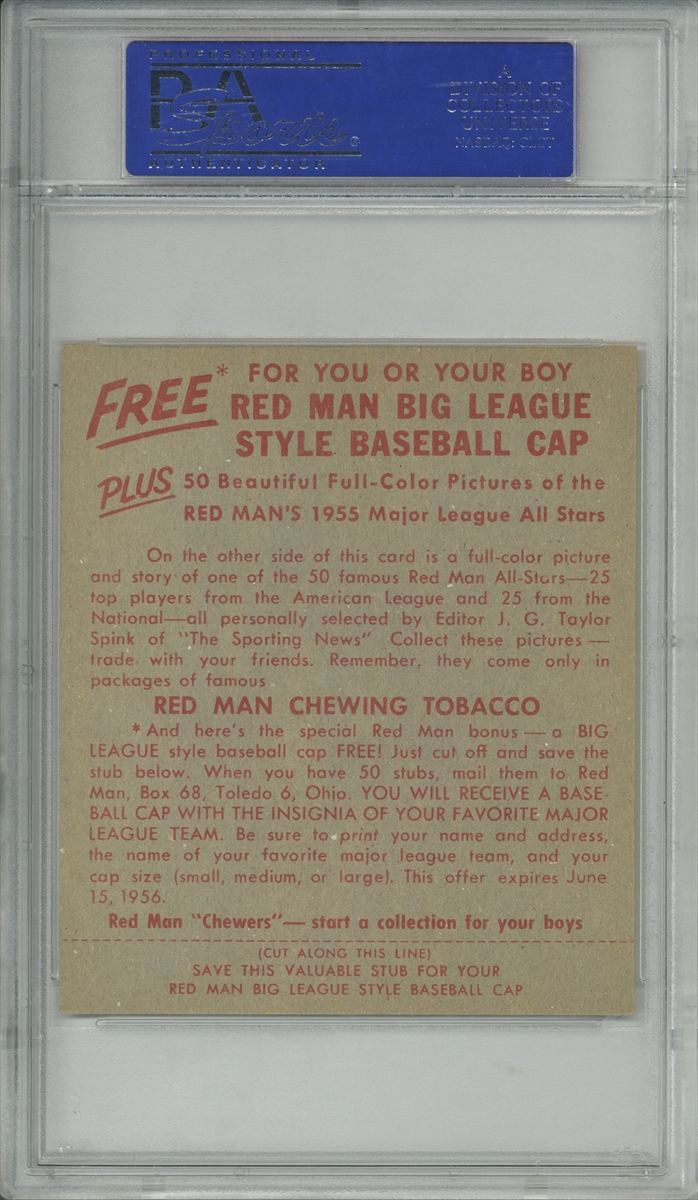 PROFESSIONAL
PSA
Sports ®
AUTHENTICATOR
A
DIVISION OF
COLLECTORS
UNIVERSE
NASDAQ: CLCT
FREE* FOR YOU OR YOUR BOY
RED MAN BIG LEAGUE
STYLE BASEBALL CAP
PLUS 50 Beautiful Full-Color Pictures of the
RED MAN'S 1955 Major League All Stars
On the other side of this card is a full-color picture
and story of one of the 50 famous Red Man All-Stars—25
top players from the American League and 25 from the
National—all personally selected by Editor J. G. Taylor
Spink of "The Sporting News" Collect these pictures —
trade with your friends. Remember, they come only in
packages of famous
RED MAN CHEWING TOBACCO
*And here's the special Red Man bonus — a BIG
LEAGUE style baseball cap FREE! Just cut off and save the
stub below. When you have 50 stubs, mail them to Red
Man, Box 68, Toledo 6, Ohio. YOU WILL RECEIVE A BASE-
BALL CAP WITH THE INSIGNIA OF YOUR FAVORITE MAJOR
LEAGUE TEAM. Be sure to print your name and address,
the name of your favorite major league team, and your
cap size (small, medium, or large). This offer expires June
15, 1956.
Red Man "Chewers"— start a collection for your boys
(CUT ALONG THIS LINE)
SAVE THIS VALUABLE STUB FOR YOUR
RED MAN BIG LEAGUE STYLE BASEBALL CAP